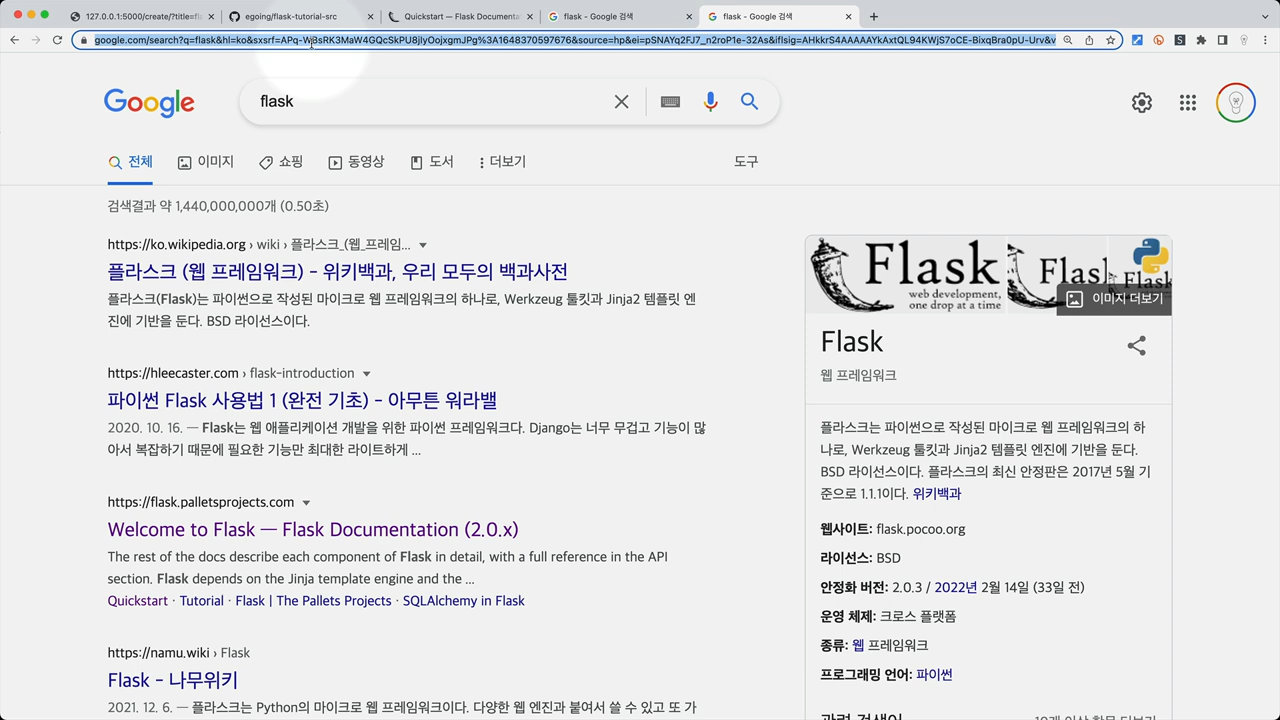 127.0.0.1:5000/create/?title=fl
egoing/flask-tutorial-src
Quickstart — Flask Documenta
flask - Google 검색
flask - Google 검색
google.com/search?q=flask&hl=ko&sxsrf=
Google
flask
전체
이미지
쇼핑
동영상
도서
더보기
도구
검색결과 약 1,440,000,000개 (0.50초)
https://ko.wikipedia.org › wiki › 플라스크_(웹_프레임...
플라스크 (웹 프레임워크) - 위키백과, 우리 모두의 백과사전
플라스크(Flask)는 파이썬으로 작성된 마이크로 웹 프레임워크의 하나로, Werkzeug 툴킷과 Jinja2 템플릿 엔
진에 기반을 둔다. BSD 라이선스이다.
https://hleecaster.com › flask-introduction
파이썬 Flask 사용법 1 (완전 기초) - 아무튼 워라밸
2020. 10. 16. — Flask는 웹 애플리케이션 개발을 위한 파이썬 프레임워크다. Django는 너무 무겁고 기능이 많
아서 복잡하기 때문에 필요한 기능만 최대한 라이트하게 ...
https://flask.palletsprojects.com
Welcome to Flask — Flask Documentation (2.0.x)
The rest of the docs describe each component of Flask in detail, with a full reference in the API
section. Flask depends on the Jinja template engine and the ...
Quickstart · Tutorial · Flask | The Pallets Projects · SQLAlchemy in Flask
https://namu.wiki › Flask
Flask - 나무위키
2021. 12. 6. — 플라스크는 Python의 마이크로 웹 프레임워크이다. 다양한 웹 엔진과 붙여서 쓸 수 있고 또 가
Flask
web development,
one drop at a time
Flask
Flask
이미지 더보기
Flask
웹 프레임워크
플라스크는 파이썬으로 작성된 마이크로 웹 프레임워크의 하
나로, Werkzeug 툴킷과 Jinja2 템플릿 엔진에 기반을 둔다.
BSD 라이선스이다. 플라스크의 최신 안정판은 2017년 5월 기
준으로 1.1.1이다. 위키백과
웹사이트: flask.pocoo.org
라이선스: BSD
안정화 버전: 2.0.3 / 2022년 2월 14일 (33일 전)
운영 체제: 크로스 플랫폼
종류: 웹 프레임워크
프로그래밍 언어: 파이썬
관련 검색어
10개 이상 항목 더보기